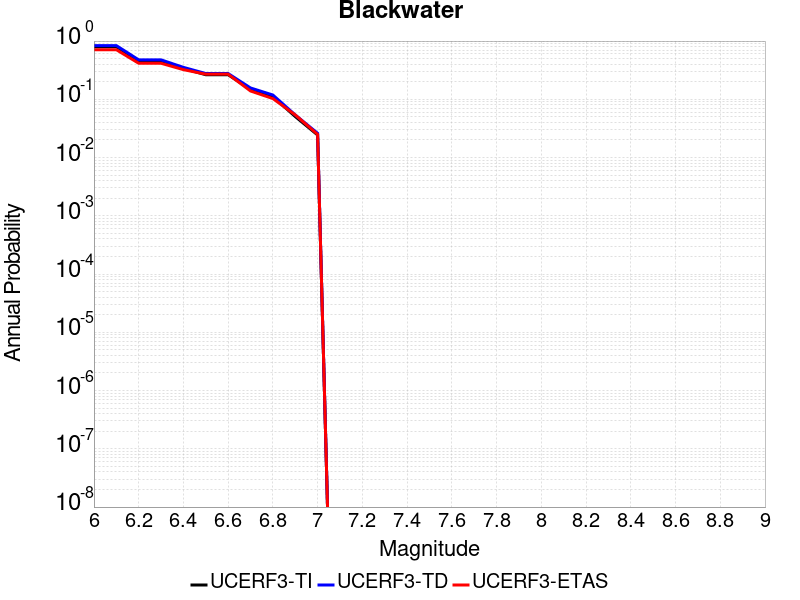 Blackwater
10^0
10^-1
10^-2
10^-3
10^-4
10^-5
10^-6
10^-7
10^-8
Annual Probability
6 6.2 6.4 6.6 6.8 7 7.2 7.4 7.6 7.8 8 8.2 8.4 8.6 8.8 9
Magnitude
UCERF3-TI UCERF3-TD UCERF3-ETAS